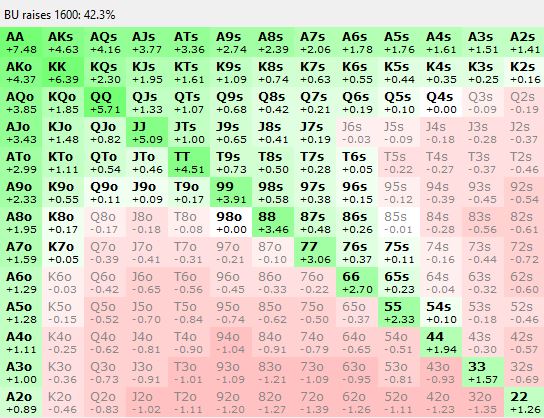 BU raises 1600: 42.3%
AA AKs AQs AJs ATs A9s A8s A7s A6s A5s A4s A3s A2s
+7.48 +4.63 +4.16 +3.77 +3.36 +2.74 +2.39 +2.06 +1.78 +1.76 +1.61 +1.51 +1.41
AKo KK KQs KJs KTs K9s K8s K7s K6s K5s K4s K3s K2s
+4.37 +6.39 +2.30 +1.95 +1.61 +1.09 +0.74 +0.63 +0.55 +0.44 +0.35 +0.25 +0.16
AQo KQo QQ QJs QTs Q9s Q8s Q7s Q6s Q5s Q4s Q3s Q2s
+3.85 +1.85 +5.71 +1.33 +1.07 +0.68 +0.42 +0.21 +0.19 +0.10 +0.00 -0.09 -0.19
AJo KJo QJo JJ JTs J9s J8s J7s J6s J5s J4s J3s J2s
+3.43 +1.48 +0.82 +5.09 +1.00 +0.65 +0.41 +0.19 -0.03 -0.09 -0.18 -0.28 -0.37
ATo KTo QTo JTo TT T9s T8s T7s T6s T5s T4s T3s T2s
+2.99 +1.11 +0.54 +0.46 +4.51 +0.73 +0.50 +0.28 +0.05 -0.22 -0.27 -0.37 -0.46
A9o K9o Q9o J9o T9o 99 98s 97s 96s 95s 94s 93s 92s
+2.33 +0.55 +0.11 +0.09 +0.17 +3.91 +0.58 +0.38 +0.15 -0.12 -0.39 -0.45 -0.54
A8o K8o Q8o J8o T8o 98o 88 87s 86s 85s 84s 83s 82s
+1.95 +0.17 -0.17 -0.18 -0.08 +0.00 +3.46 +0.48 +0.26 -0.01 -0.28 -0.56 -0.61
A7o K7o Q7o J7o T7o 97o 87o 77 76s 75s 74s 73s 72s
+1.59 +0.05 -0.39 -0.41 -0.31 -0.21 -0.10 +3.06 +0.37 +0.11 -0.16 -0.44 -0.72
A6o K6o Q6o J6o T6o 96o 86o 76o 66 65s 64s 63s 62s
+1.29 -0.03 -0.42 -0.65 -0.56 -0.45 -0.33 -0.22 +2.70 +0.23 -0.04 -0.32 -0.60
A5o K5o Q5o J5o T5o 95o 85o 75o 65o 55 54s 53s 52s
+1.28 -0.15 -0.52 -0.70 -0.84 -0.74 -0.62 -0.50 -0.37 +2.33 +0.10 -0.18 -0.46
A4o K4o Q4o J4o T4o 94o 84o 74o 64o 54o 44 43s 42s
+1.11 -0.25 -0.62 -0.81 -0.90 -1.04 -0.91 -0.79 -0.65 -0.51 +1.94 -0.30 -0.57
A3o K3o Q3o J3o T3o 93o 83o 73o 63o 53o 43o 33 32s
+1.00 -0.36 -0.73 -0.91 -1.01 -1.09 -1.21 -1.09 -0.95 -0.81 -0.93 +1.57 -0.69
A2o K2o Q2o J2o T2o 92o 82o 72o 62o 52o 42o 32o 22
+0.89 -0.46 -0.83 -1.02 -1.11 -1.20 -1.27 -1.39 -1.26 -1.11 -1.23 -1.35 +1.26